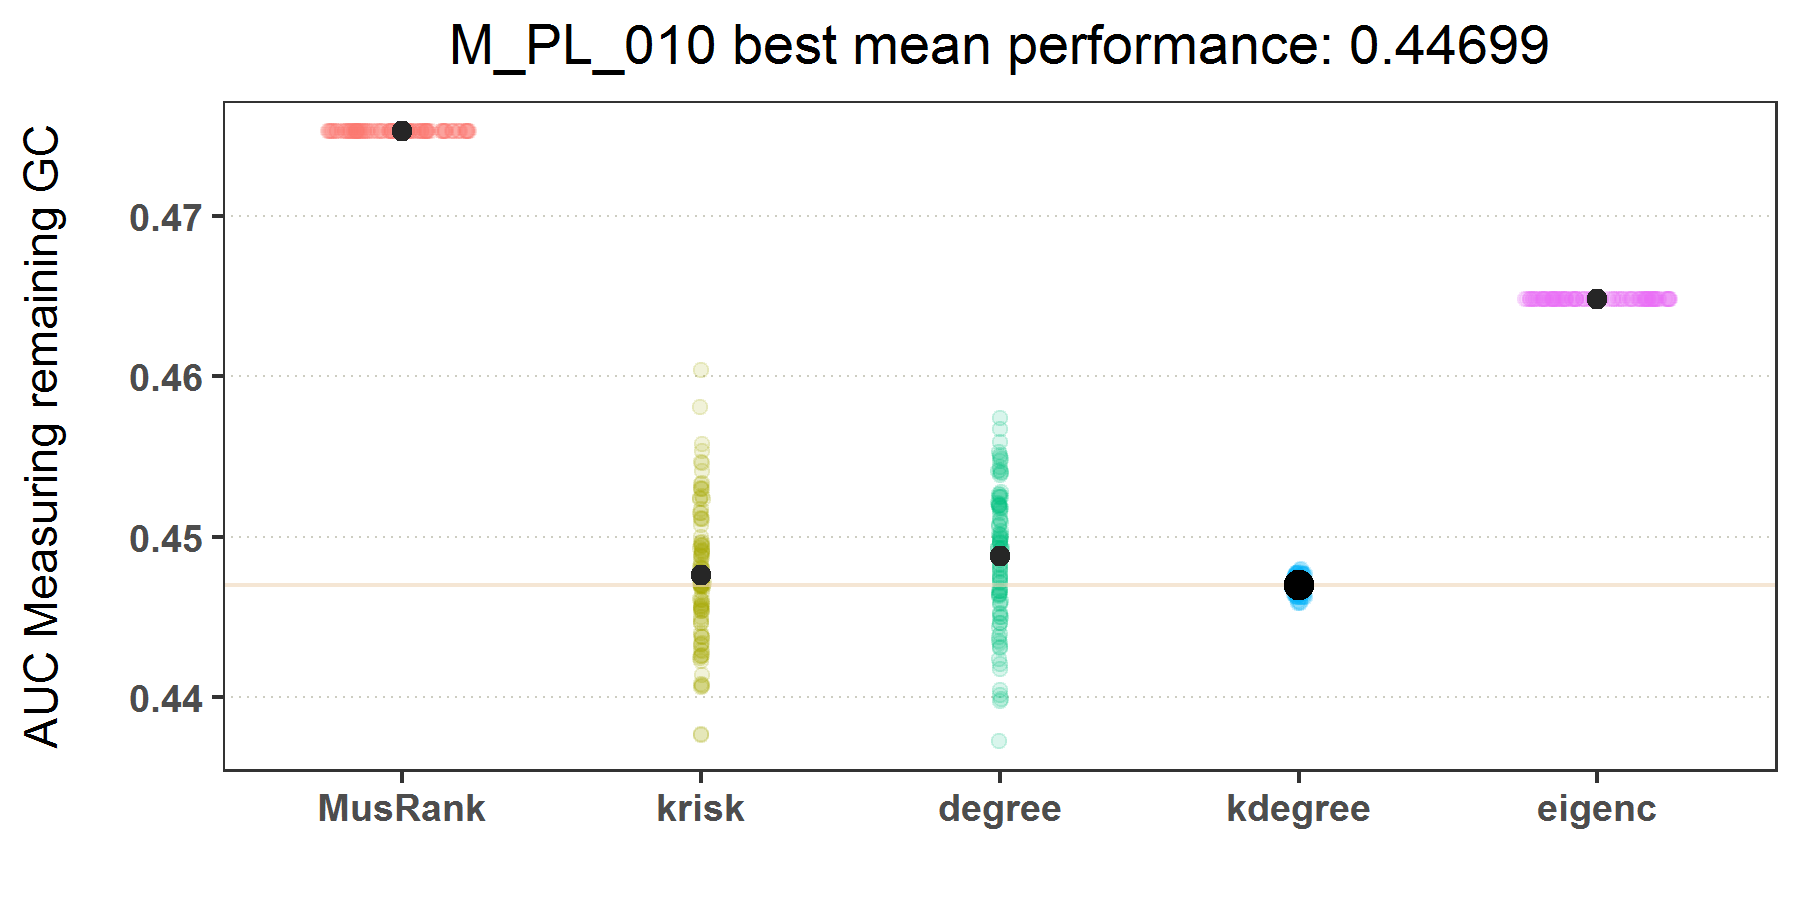 M_PL_010 best mean performance: 0.44699
AUC Measuring remaining GC
0.47
0.46
0.45
0.44
MusRank krisk degree kdegree eigenc